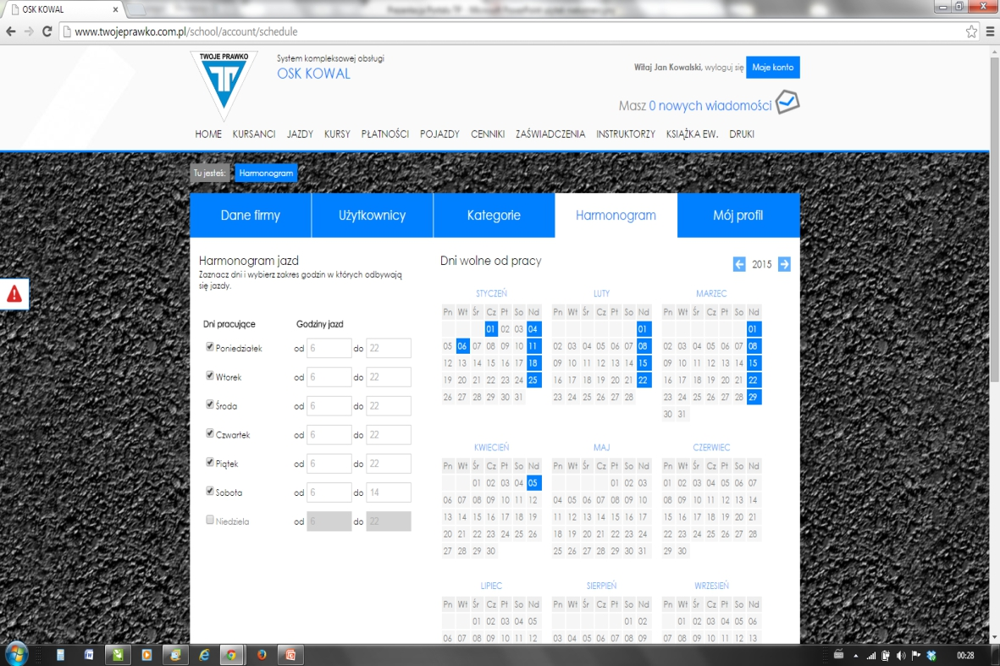 OSK KOWAL
www.twojeprawko.com.pl/school/account/schedule
TWOJE PRAWKO
System kompleksowej obsługi
OSK KOWAL
Witaj Jan Kowalski, wyloguj się Moje konto
Masz 0 nowych wiadomości
HOME KURSANCI JAZDY KURSY PŁATNOŚCI POJAZDY CENNIKI ZAŚWIADCZENIA INSTRUKTORZY KSIĄŻKA EW. DRUKI
Tu jesteś: Harmonogram
Dane firmy Użytkownicy Kategorie Harmonogram Mój profil
Harmonogram jazd
Zaznacz dni i wybierz zakres godzin w których odbywają
się jazdy.
Dni pracujące Godziny jazd
Poniedziałek od 6 do 22
Wtorek od 6 do 22
Środa od 6 do 22
Czwartek od 6 do 22
Piątek od 6 do 22
Sobota od 6 do 14
Niedziela od 6 do 22
Dni wolne od pracy 2015
STYCZEŃ
Pn Wt Śr Cz Pt So Nd
01 02 03 04
05 06 07 08 09 10 11
12 13 14 15 16 17 18
19 20 21 22 23 24 25
26 27 28 29 30 31
LUTY
Pn Wt Śr Cz Pt So Nd
01
02 03 04 05 06 07 08
09 10 11 12 13 14 15
16 17 18 19 20 21 22
23 24 25 26 27 28
MARZEC
Pn Wt Śr Cz Pt So Nd
01
02 03 04 05 06 07 08
09 10 11 12 13 14 15
16 17 18 19 20 21 22
23 24 25 26 27 28 29
30 31
KWIECIEŃ
Pn Wt Śr Cz Pt So Nd
01 02 03 04 05
06 07 08 09 10 11 12
13 14 15 16 17 18 19
20 21 22 23 24 25 26
27 28 29 30
MAJ
Pn Wt Śr Cz Pt So Nd
01 02 03
04 05 06 07 08 09 10
11 12 13 14 15 16 17
18 19 20 21 22 23 24
25 26 27 28 29 30 31
CZERWIEC
Pn Wt Śr Cz Pt So Nd
01 02 03 04 05 06 07
08 09 10 11 12 13 14
15 16 17 18 19 20 21
22 23 24 25 26 27 28
29 30
LIPIEC
Pn Wt Śr Cz Pt So Nd
01 02 03 04 05
06 07 08 09 10 11 12
SIERPIEŃ
Pn Wt Śr Cz Pt So Nd
01 02
03 04 05 06 07 08 09
WRZESIEŃ
Pn Wt Śr Cz Pt So Nd
01 02 03 04 05 06
07 08 09 10 11 12 13
00:28